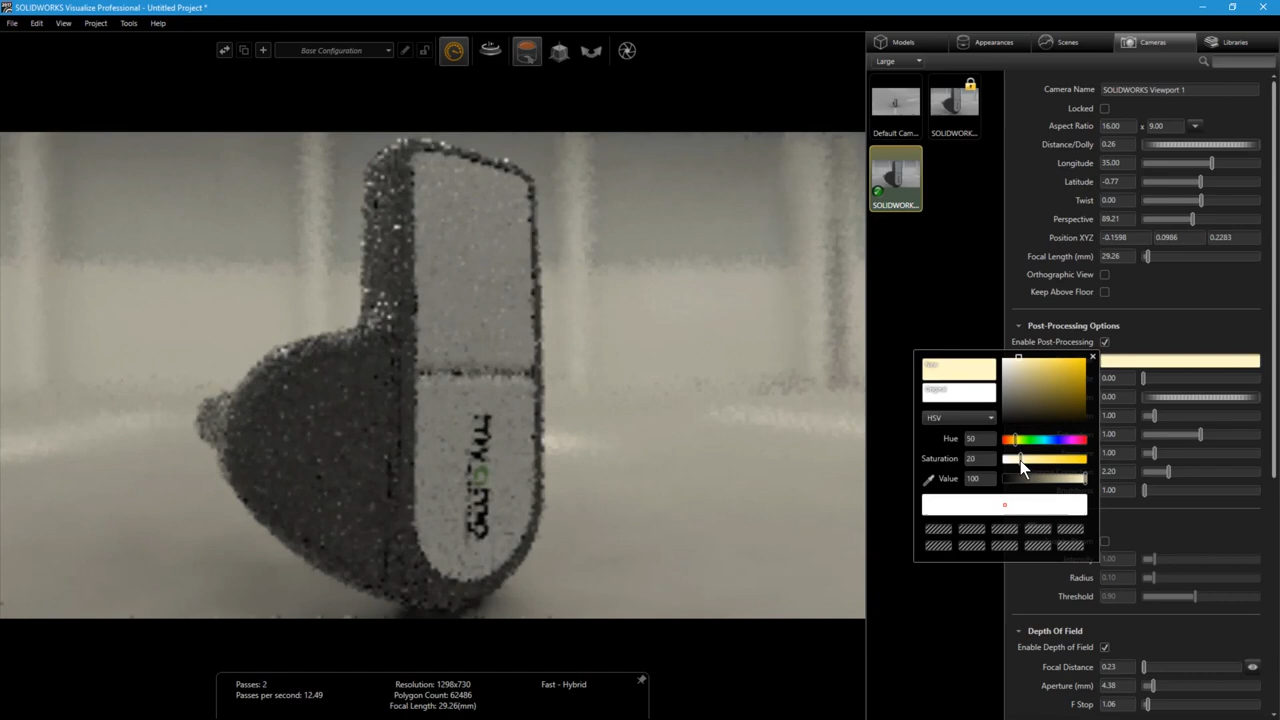 2017
SOLIDWORKS Visualize Professional - Untitled Project *
File Edit View Project Tools Help
Base Configuration
Models Appearances Scenes Cameras Libraries
Large
Default Cam... SOLIDWORK...
SOLIDWORK...
Camera Name SOLIDWORKS Viewport 1
Locked
Aspect Ratio 16.00 x 9.00
Distance/Dolly 0.26
Longitude 35.00
Latitude -0.77
Twist 0.00
Perspective 89.21
Position XYZ -0.1598 0.0986 0.2283
Focal Length (mm) 29.26
Orthographic View
Keep Above Floor
Post-Processing Options
Enable Post-Processing
0.00
0.00
1.00
1.00
1.00
2.20
1.00
New
Original
HSV
Hue 50
Saturation 20
Value 100
1.00
Radius 0.10
Threshold 0.90
Depth Of Field
Enable Depth of Field
Focal Distance 0.23
Aperture (mm) 4.38
F Stop 1.06
Passes: 2
Passes per second: 12.49
Resolution: 1298x730
Polygon Count: 62486
Focal Length: 29.26(mm)
Fast - Hybrid